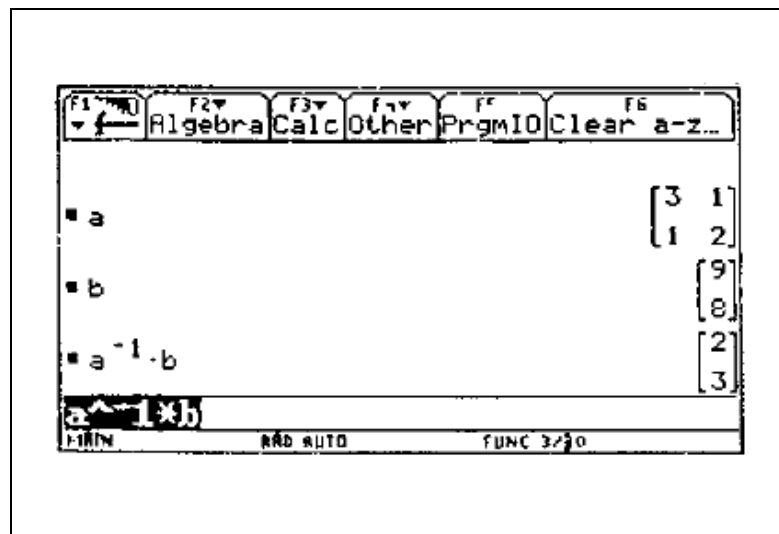 F1 F2 F3 F4 F5 F6
Algebra Calc Other PrgmIO Clear a-z…
a [3 1]
[1 2]
b [9]
[8]
a⁻¹·b [2]
[3]
a^-1*b
MAIN RAD AUTO FUNC 3/30